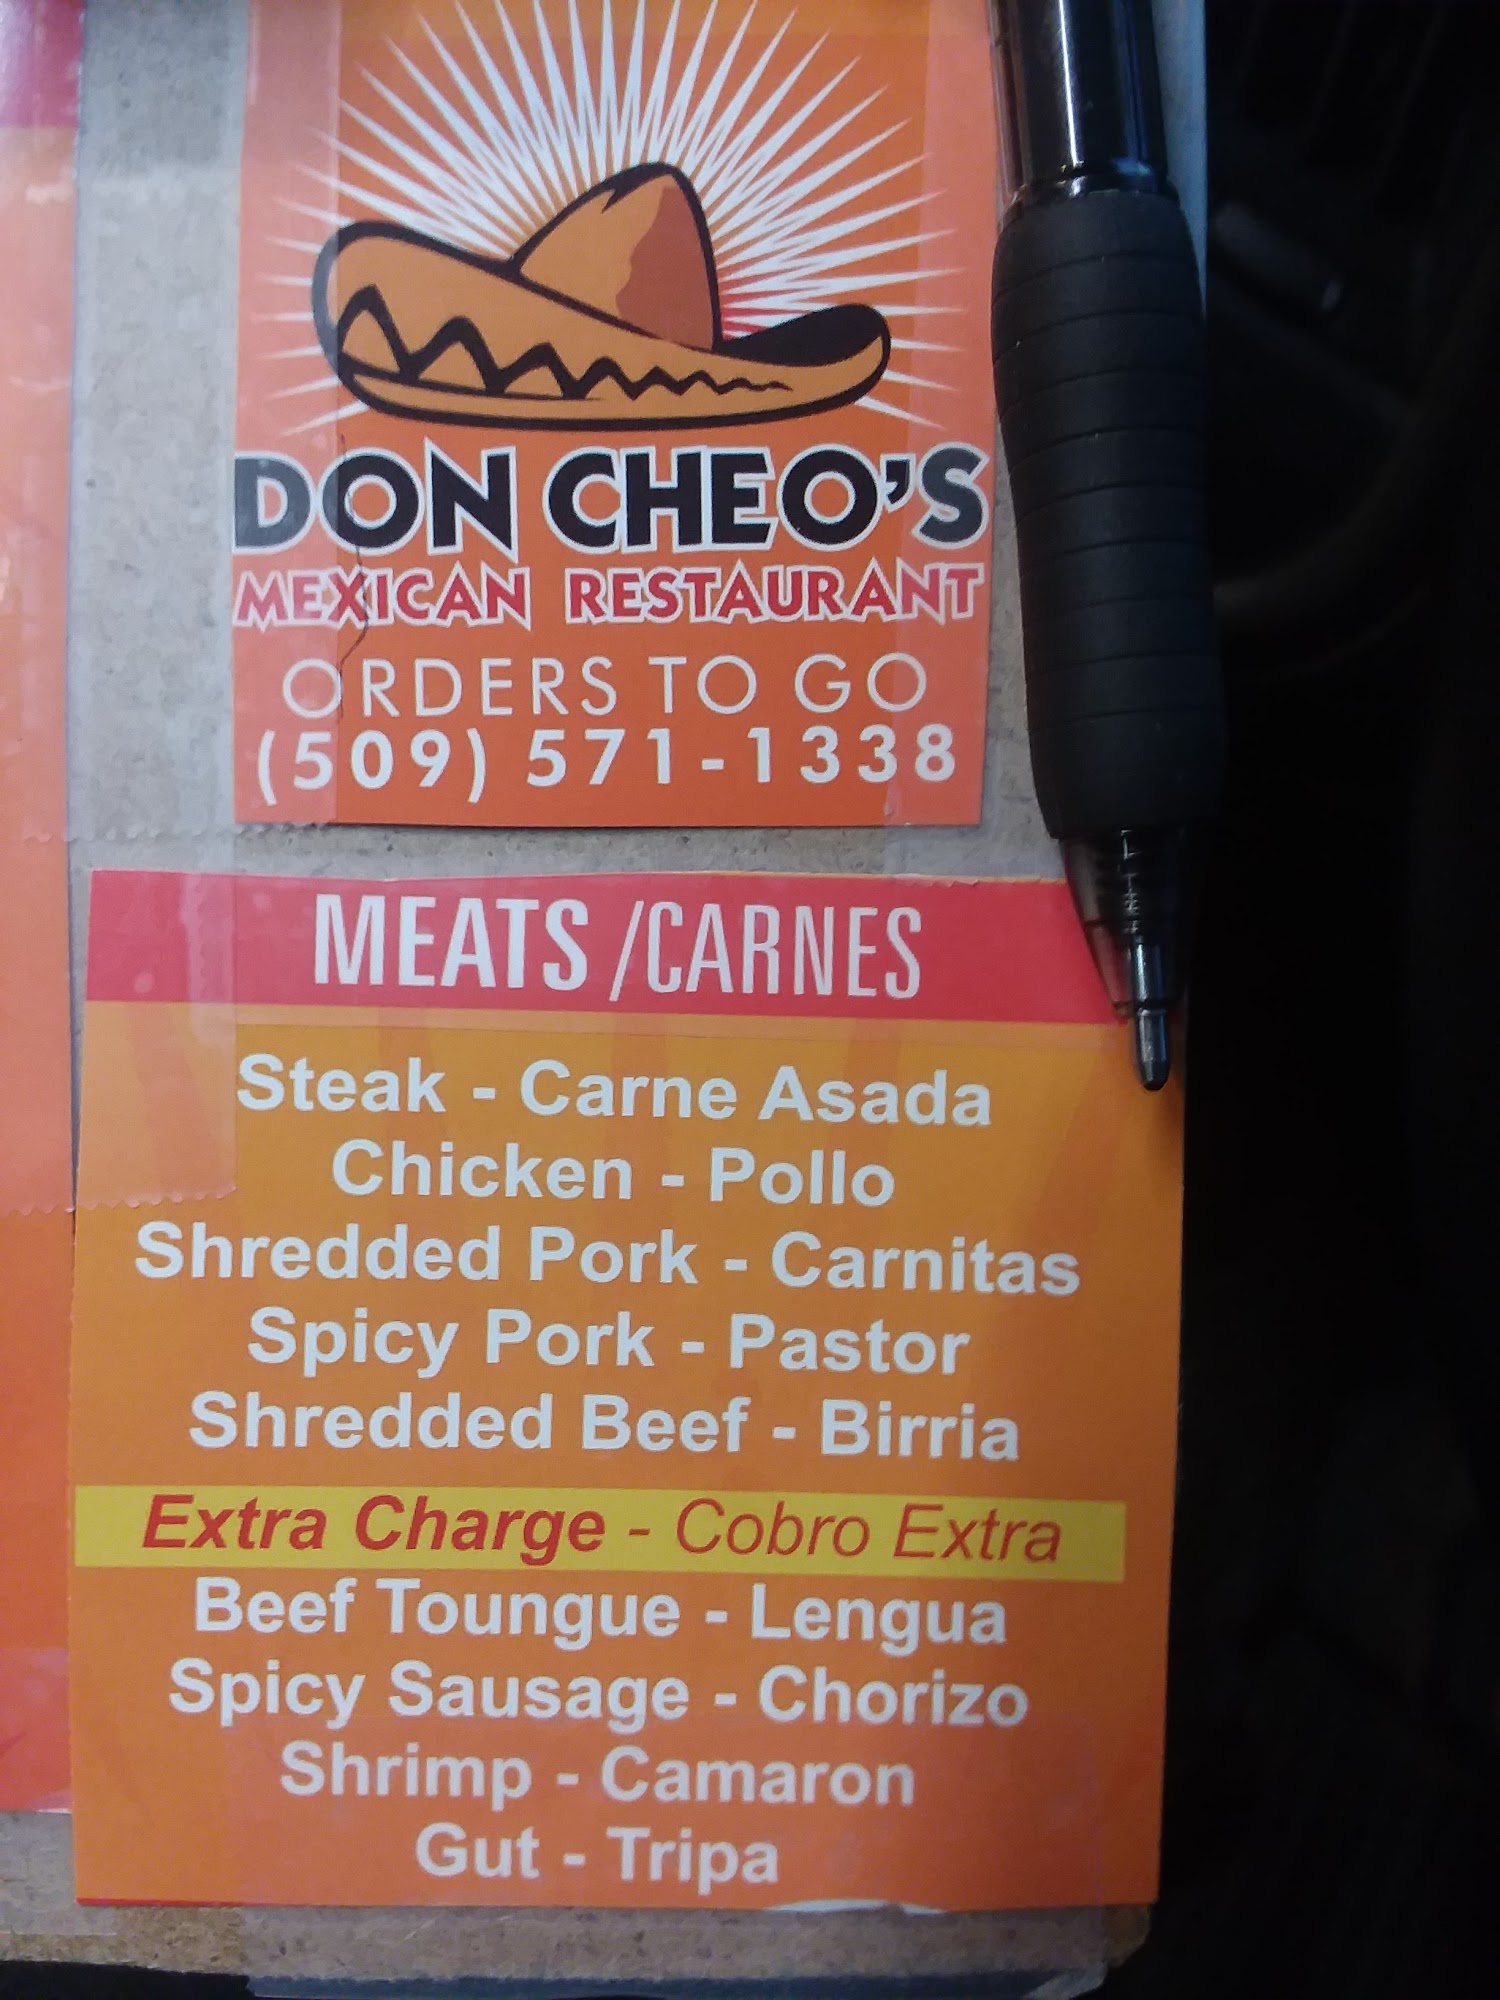 DON CHEO'S
MEXICAN RESTAURANT
ORDERS TO GO
(509) 571-1338
MEATS /CARNES
Steak - Carne Asada
Chicken - Pollo
Shredded Pork - Carnitas
Spicy Pork - Pastor
Shredded Beef - Birria
Extra Charge - Cobro Extra
Beef Toungue - Lengua
Spicy Sausage - Chorizo
Shrimp - Camaron
Gut - Tripa